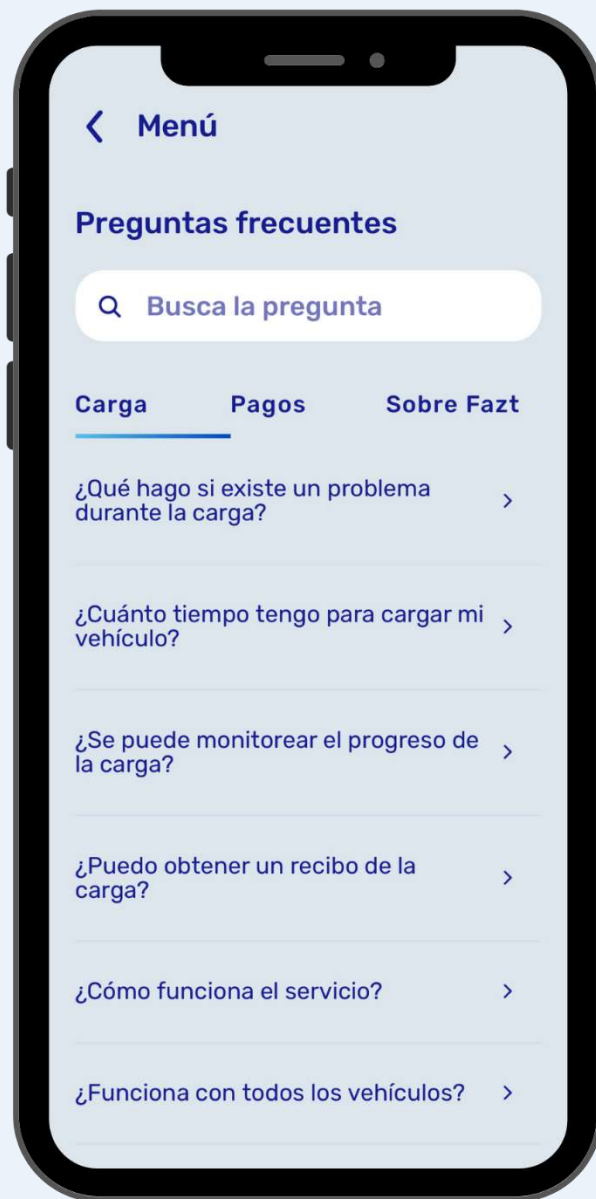 Menú
Preguntas frecuentes
Busca la pregunta
Carga Pagos Sobre Fazt
¿Qué hago si existe un problema
durante la carga?
¿Cuánto tiempo tengo para cargar mi
vehículo?
¿Se puede monitorear el progreso de
la carga?
¿Puedo obtener un recibo de la
carga?
¿Cómo funciona el servicio?
¿Funciona con todos los vehículos?